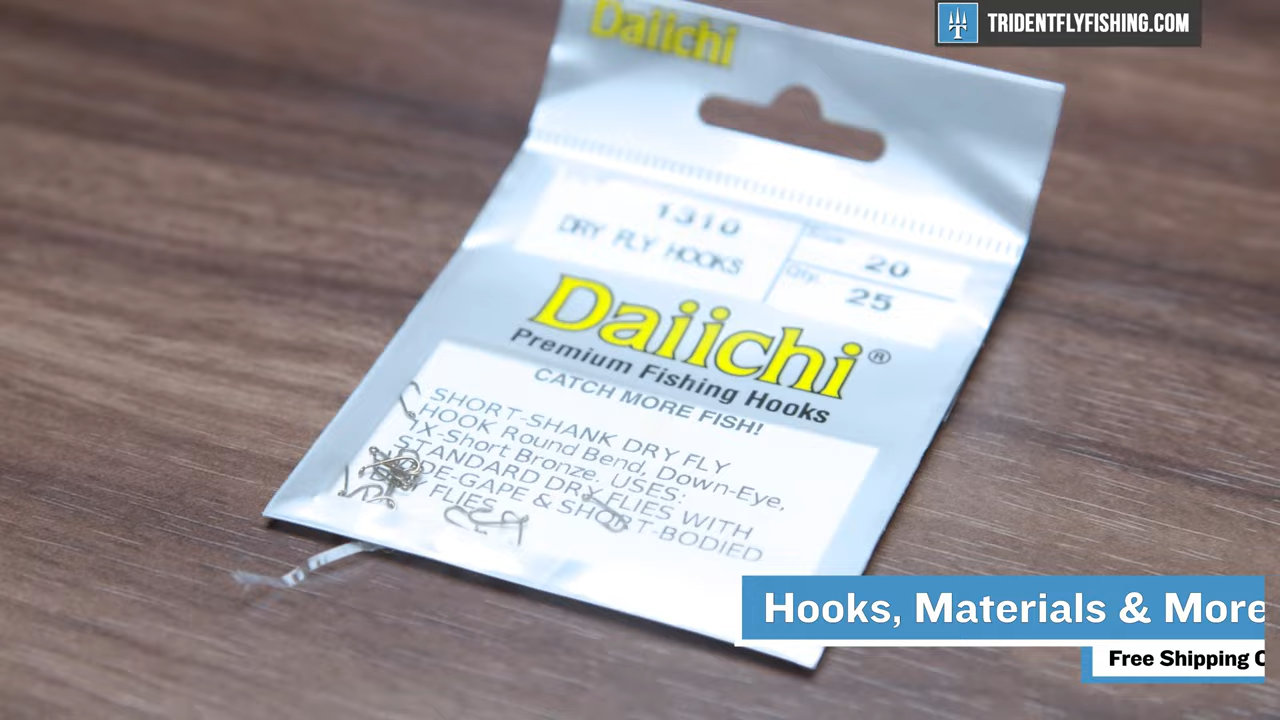 TRIDENTFLYFISHING.COM
Daiichi
1310
DRY FLY HOOKS
Size
20
Qty.
25
Daiichi®
Premium Fishing Hooks
CATCH MORE FISH!
SHORT-SHANK DRY FLY
HOOK Round Bend, Down-Eye,
1X-Short Bronze. USES:
STANDARD DRY FLIES WITH
WIDE-GAPE & SHORT-BODIED
FLIES
Hooks, Materials & More
Free Shipping